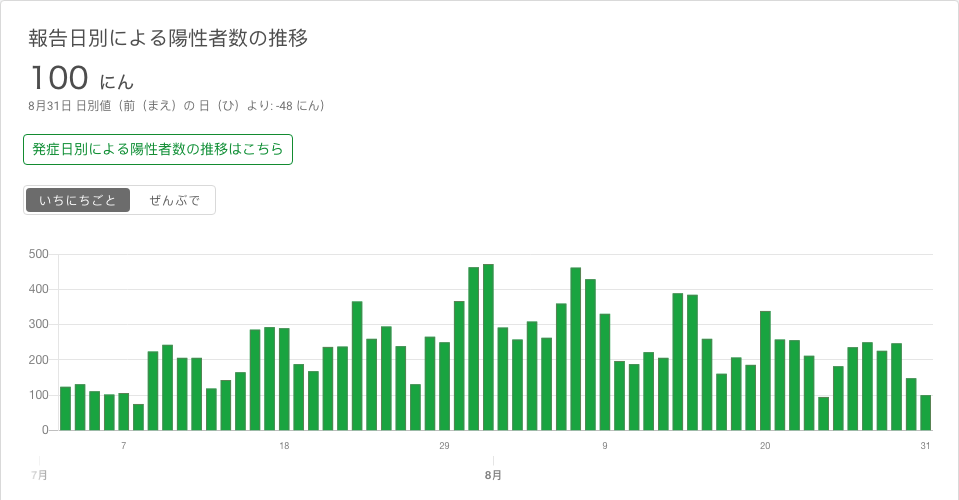 報告日別による陽性者数の推移
100 にん
8月31日 日別値（前（まえ）の 日（ひ）より: -48 にん）
発症日別による陽性者数の推移はこちら
いちにちごと ぜんぶで
500
400
300
200
100
0
7 18 29 9 20 31
7月 8月